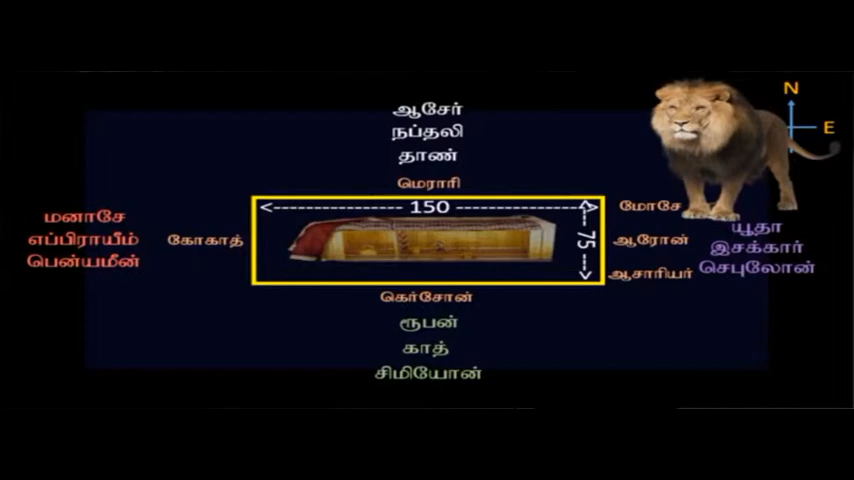 N
E
ஆசேர்
நப்தலி
தாண்
மெராரி
150
75
மனாசே
எப்பிராயீம்
பென்யமீன்
கோகாத்
மோசே
ஆரோன்
ஆசாரியர்
யூதா
இசக்கார்
செபுலோன்
கெர்சோன்
ரூபன்
காத்
சிமியோன்